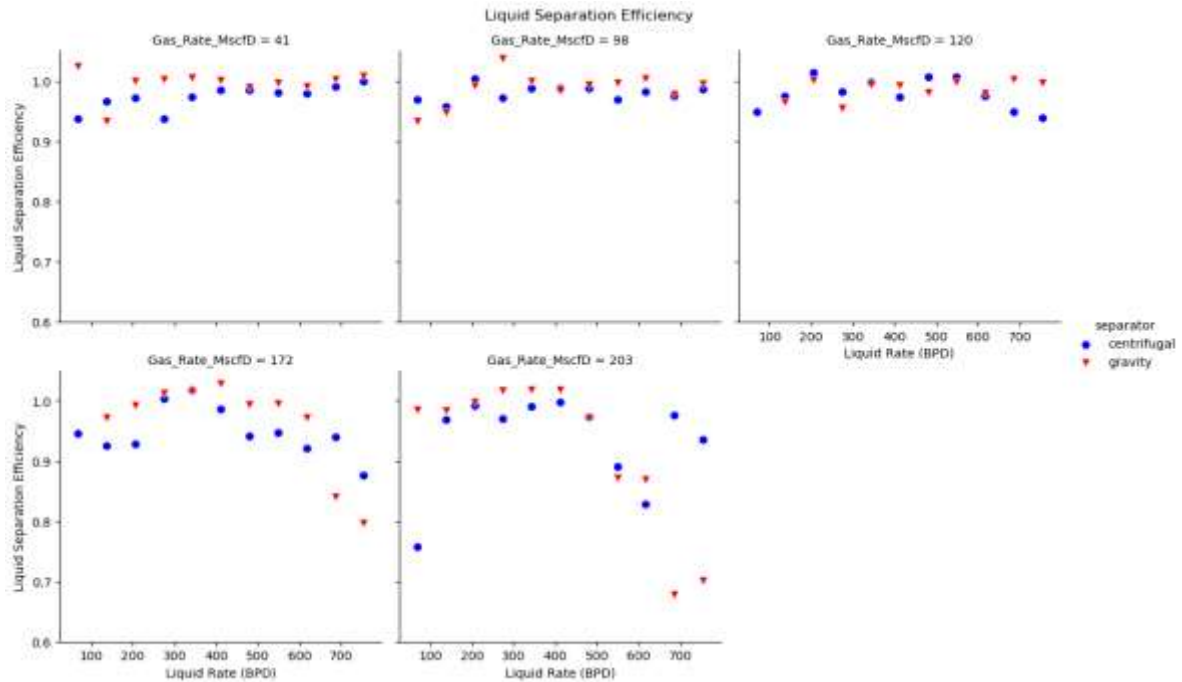 Liquid Separation Efficiency
Gas_Rate_MscfD = 41
Gas_Rate_MscfD = 98
Gas_Rate_MscfD = 120
1.0
0.9
0.8
0.7
0.6
Liquid Separation Efficiency
100 200 300 400 500 600 700
Liquid Rate (BPD)
separator
centrifugal
gravity
Gas_Rate_MscfD = 172
Gas_Rate_MscfD = 203
1.0
0.9
0.8
0.7
0.6
Liquid Separation Efficiency
100 200 300 400 500 600 700
Liquid Rate (BPD)
100 200 300 400 500 600 700
Liquid Rate (BPD)